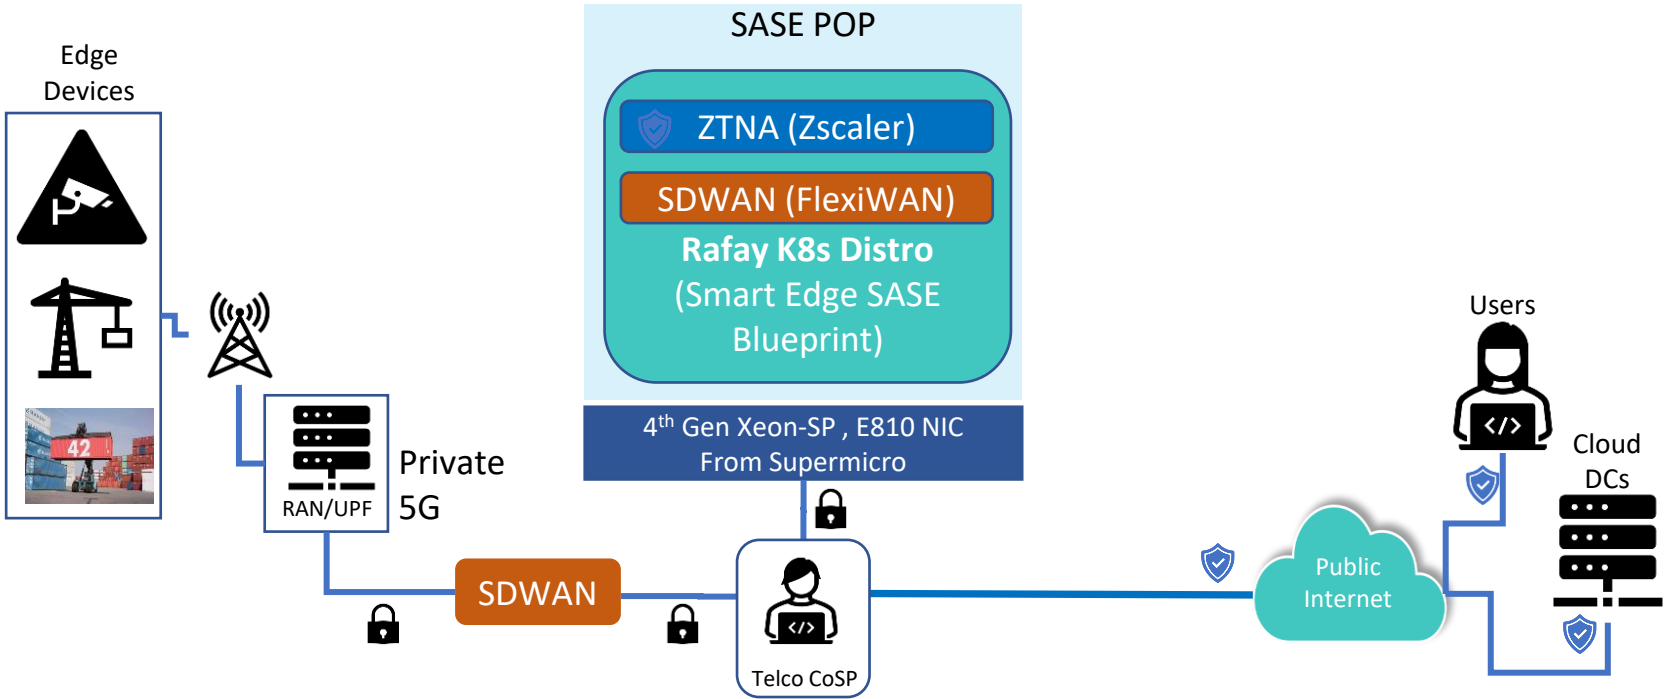 SASE POP
Edge
Devices
ZTNA (Zscaler)
SDWAN (FlexiWAN)
Rafay K8s Distro
(Smart Edge SASE
Blueprint)
4th Gen Xeon-SP , E810 NIC
From Supermicro
42
RAN/UPF
Private
5G
SDWAN
</>
Telco CoSP
Public
Internet
Users
</>
Cloud
DCs